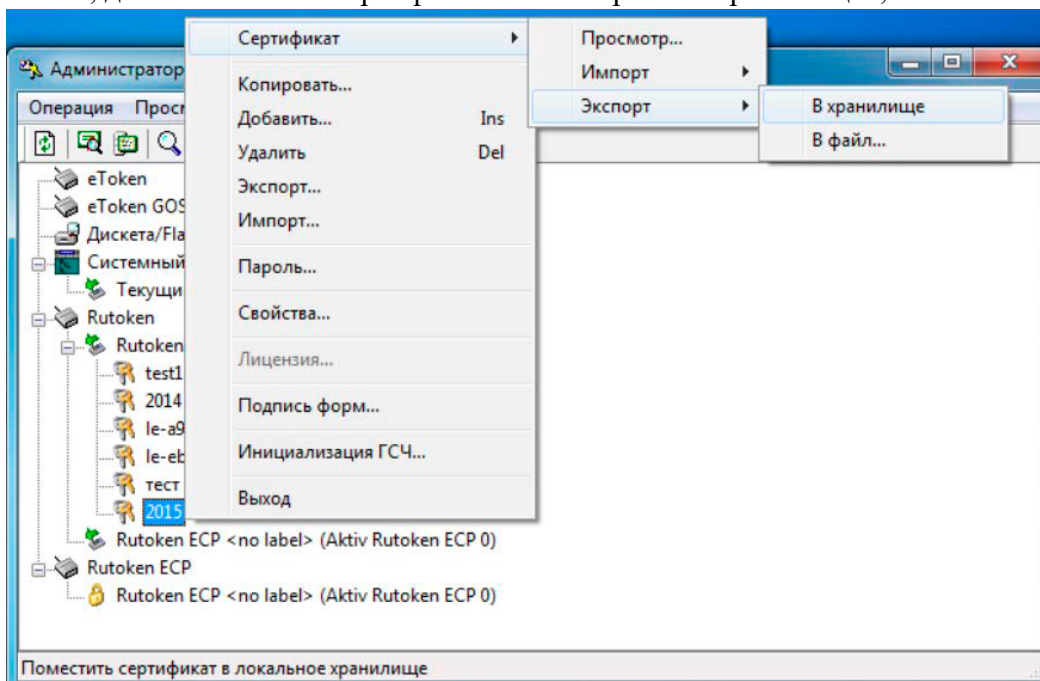 Администратор
Операция
eToken
eToken GOS
Дискета/Fla
Системный
Текущи
Rutoken
Rutoken
test1
2014
le-a9
le-eb
тест
2015
Rutoken ECP <no label> (Aktiv Rutoken ECP 0)
Rutoken ECP
Rutoken ECP <no label> (Aktiv Rutoken ECP 0)
Сертификат
Копировать...
Добавить... Ins
Удалить Del
Экспорт...
Импорт...
Пароль...
Свойства...
Лицензия...
Подпись форм...
Инициализация ГСЧ...
Выход
Просмотр...
Импорт
Экспорт
В хранилище
В файл...
Поместить сертификат в локальное хранилище